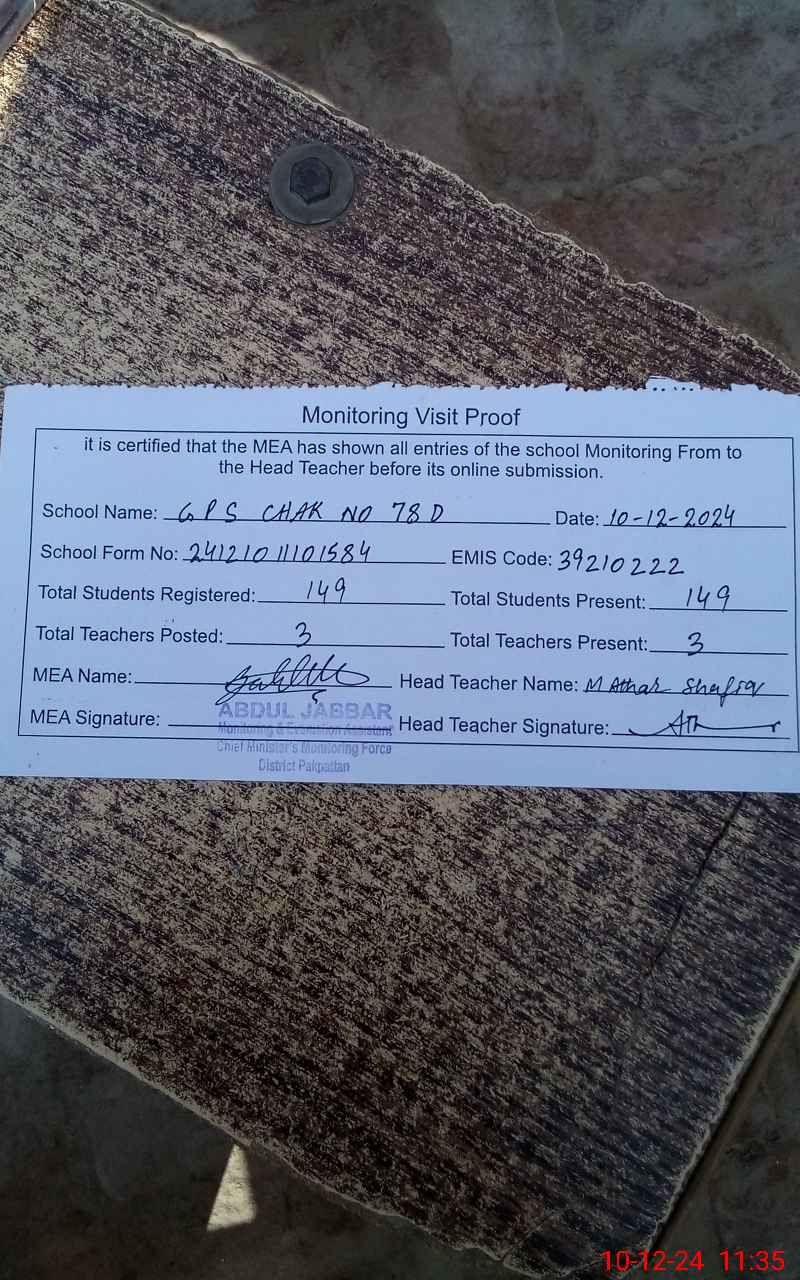 Monitoring Visit Proof
it is certified that the MEA has shown all entries of the school Monitoring From to
the Head Teacher before its online submission.
School Name: GPS CHAK NO 78 D Date: 10-12-2024
School Form No: 24121011101584 EMIS Code: 39210222
Total Students Registered: 149 Total Students Present: 149
Total Teachers Posted: 3 Total Teachers Present: 3
MEA Name: Head Teacher Name: M Athar
MEA Signature: Head Teacher Signature:
ABDUL JABBAR
Monitoring & Evaluation Assistant
Chief Minister's Monitoring Force
District Pakpattan
10-12-24 11:35